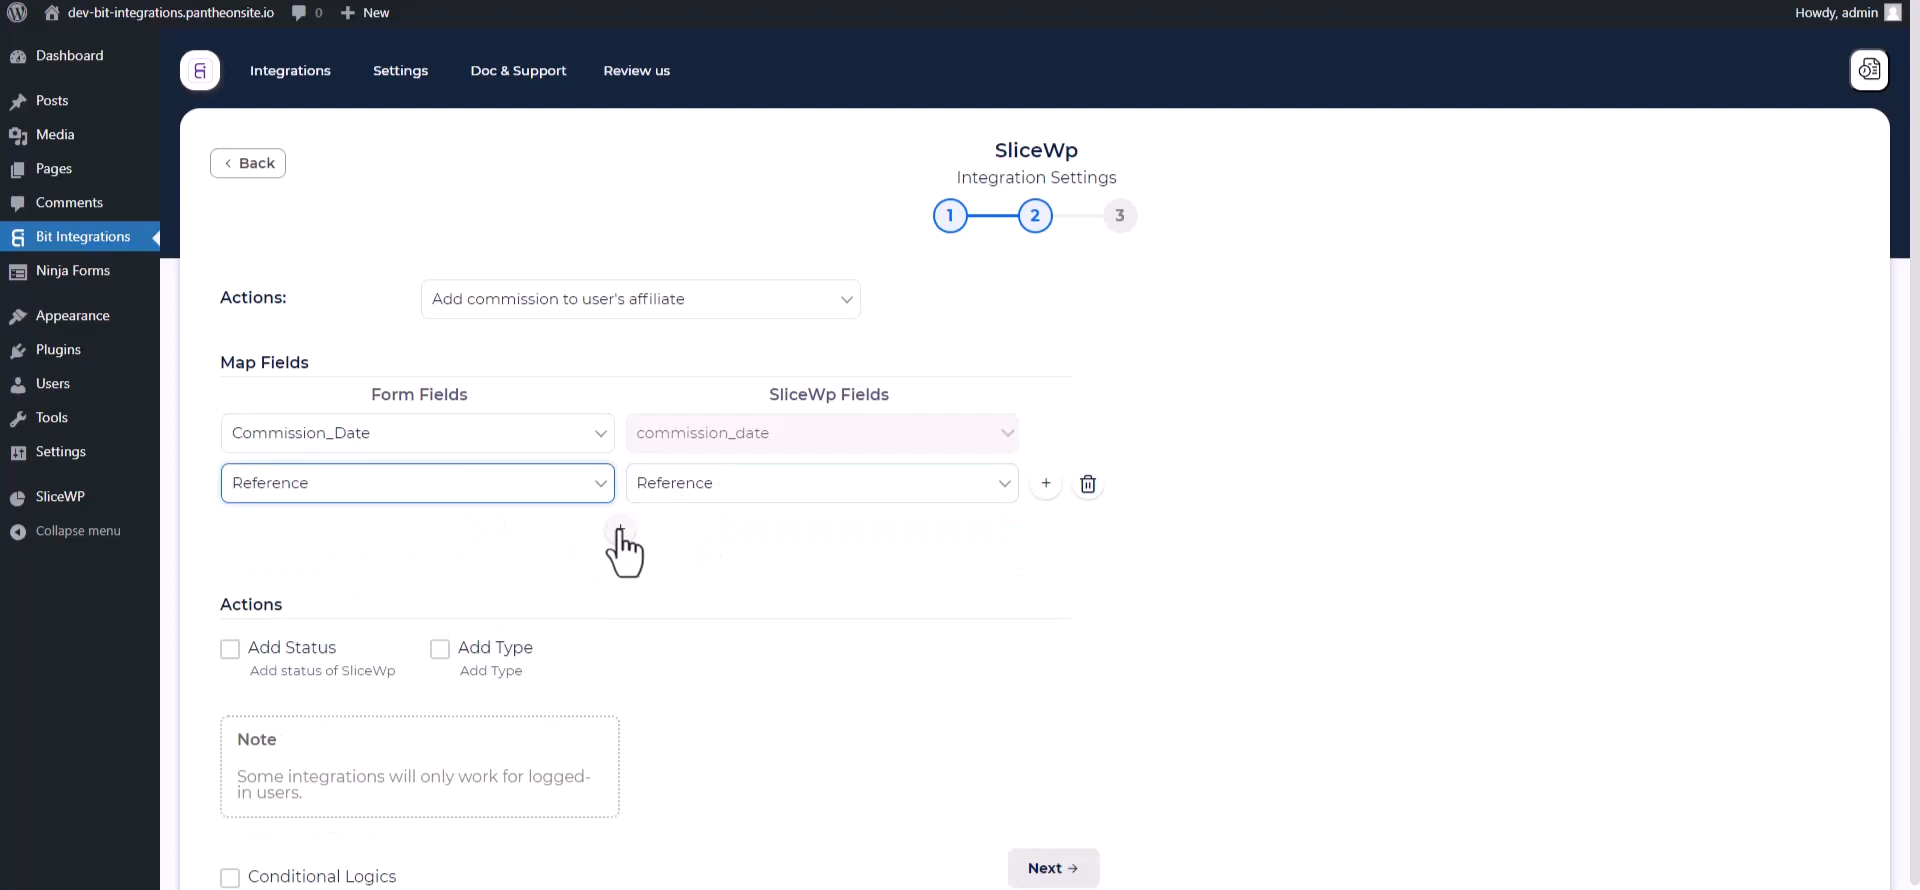 dev-bit-integrations.pantheonsite.io
0
New
Howdy, admin
Dashboard
Posts
Media
Pages
Comments
Bit Integrations
Ninja Forms
Appearance
Plugins
Users
Tools
Settings
SliceWP
Collapse menu
Integrations
Settings
Doc & Support
Review us
< Back
SliceWp
Integration Settings
1
2
3
Actions:
Add commission to user's affiliate
Map Fields
Form Fields
SliceWp Fields
Commission_Date
commission_date
Reference
Reference
+
Actions
Add Status
Add status of SliceWp
Add Type
Add Type
Note
Some integrations will only work for logged-
in users.
Conditional Logics
Next →